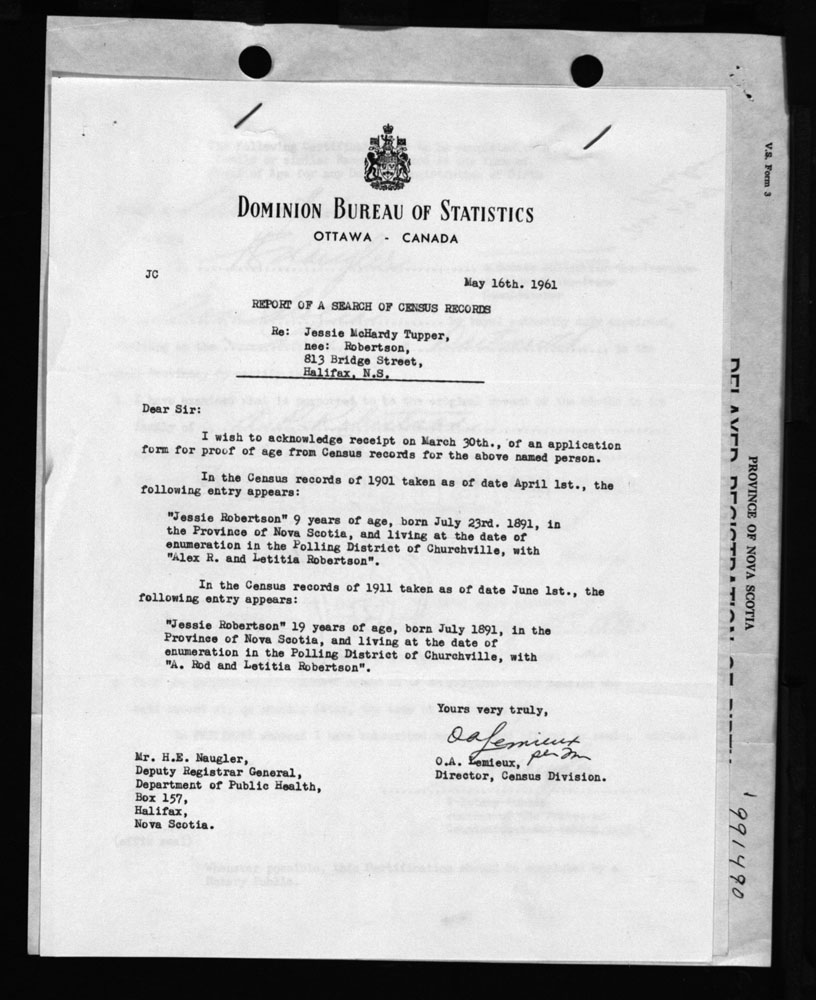 DOMINION BUREAU OF STATISTICS
OTTAWA - CANADA
JC
May 16th. 1961
REPORT OF A SEARCH OF CENSUS RECORDS
Re: Jessie McHardy Tupper,
nee: Robertson,
813 Bridge Street,
Halifax, N.S.
Dear Sir:
I wish to acknowledge receipt on March 30th., of an application
form for proof of age from Census records for the above named person.
In the Census records of 1901 taken as of date April 1st., the
following entry appears:
"Jessie Robertson" 9 years of age, born July 23rd. 1891, in
the Province of Nova Scotia, and living at the date of
enumeration in the Polling District of Churchville, with
"Alex R. and Letitia Robertson".
In the Census records of 1911 taken as of date June 1st., the
following entry appears:
"Jessie Robertson" 19 years of age, born July 1891, in the
Province of Nova Scotia, and living at the date of
enumeration in the Polling District of Churchville, with
"A. Rod and Letitia Robertson".
Yours very truly,
OALemieux
per
O.A. Lemieux,
Director, Census Division.
Mr. H.E. Naugler,
Deputy Registrar General,
Department of Public Health,
Box 157,
Halifax,
Nova Scotia.
V.S. Form 3
PROVINCE OF NOVA SCOTIA
991490